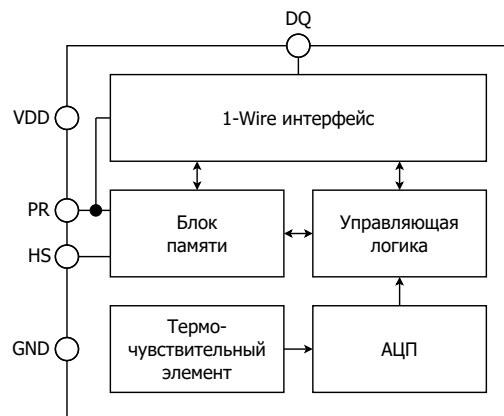 DQ
VDD
1-Wire интерфейс
PR
HS
Блок
памяти
Управляющая
логика
GND
Термо-
чувствительный
элемент
АЦП